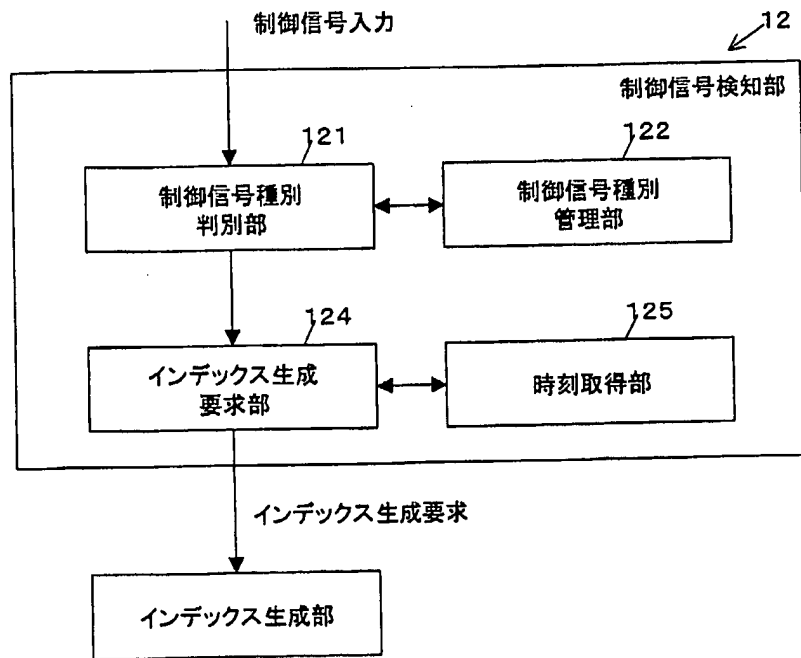 制御信号入力
12
制御信号検知部
121
122
制御信号種別
判別部
制御信号種別
管理部
124
125
インデックス生成
要求部
時刻取得部
インデックス生成要求
インデックス生成部